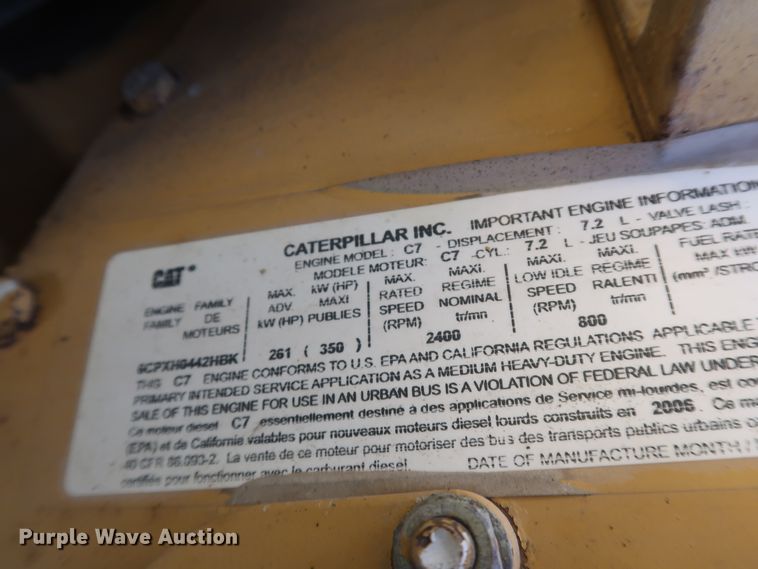 CATERPILLAR INC. IMPORTANT ENGINE INFORMATION
ENGINE MODEL: C7 - DISPLACEMENT: 7.2 L - VALVE LASH:
MODELE MOTEUR: C7 -CYL.: 7.2 L - JEU SOUPAPES: ADM.
CAT
ENGINE FAMILY
FAMILY DE
MOTEURS
6CPXH0442HBK
MAX. kW (HP)
ADV MAXI
kW (HP) PUBLIES
261 ( 350 )
MAX. MAXI.
RATED REGIME
SPEED NOMINAL
(RPM) tr/mn
2400
MAXI. MAXI
LOW IDLE REGIME
SPEED RALENTI
(RPM) tr/mn
800
FUEL RATE
MAX
(mm³ /STRO
THIS C7 ENGINE CONFORMS TO U.S. EPA AND CALIFORNIA REGULATIONS APPLICABLE
PRIMARY INTENDED SERVICE APPLICATION AS A MEDIUM HEAVY-DUTY ENGINE. THIS ENG
SALE OF THIS ENGINE FOR USE IN AN URBAN BUS IS A VIOLATION OF FEDERAL LAW UNDER
Ce moteur diesel C7 essentiellement destiné à des applications de Service mi-lourdes, est co
(EPA) et de Californie valables pour nouveaux moteurs diesel lourds construits en 2006. Ce m
40 CFR 86.093-2. La vente de ce moteur pour motoriser des bus des transports publics urbains
certifiés pour fonctionner avec le carburant diesel.
DATE OF MANUFACTURE MONTH /
Purple Wave Auction